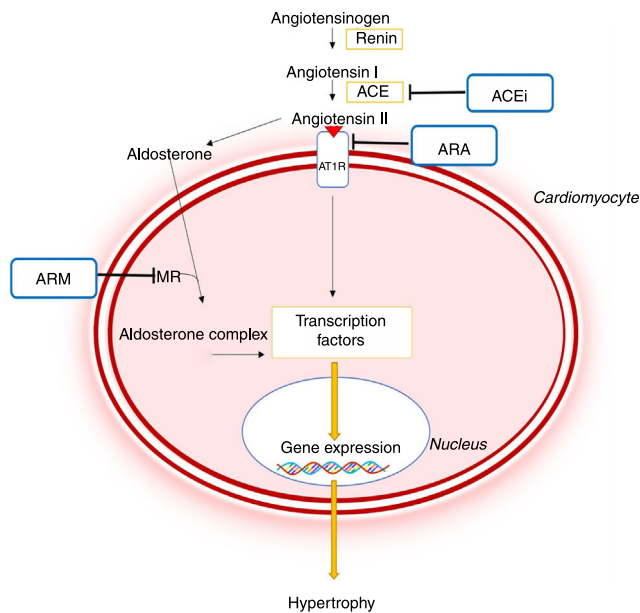 Angiotensinogen
Renin
Angiotensin I
ACE
ACEi
Angiotensin II
ARA
Aldosterone
AT1R
Cardiomyocyte
ARM
MR
Aldosterone complex
Transcription
factors
Gene expression
Nucleus
Hypertrophy